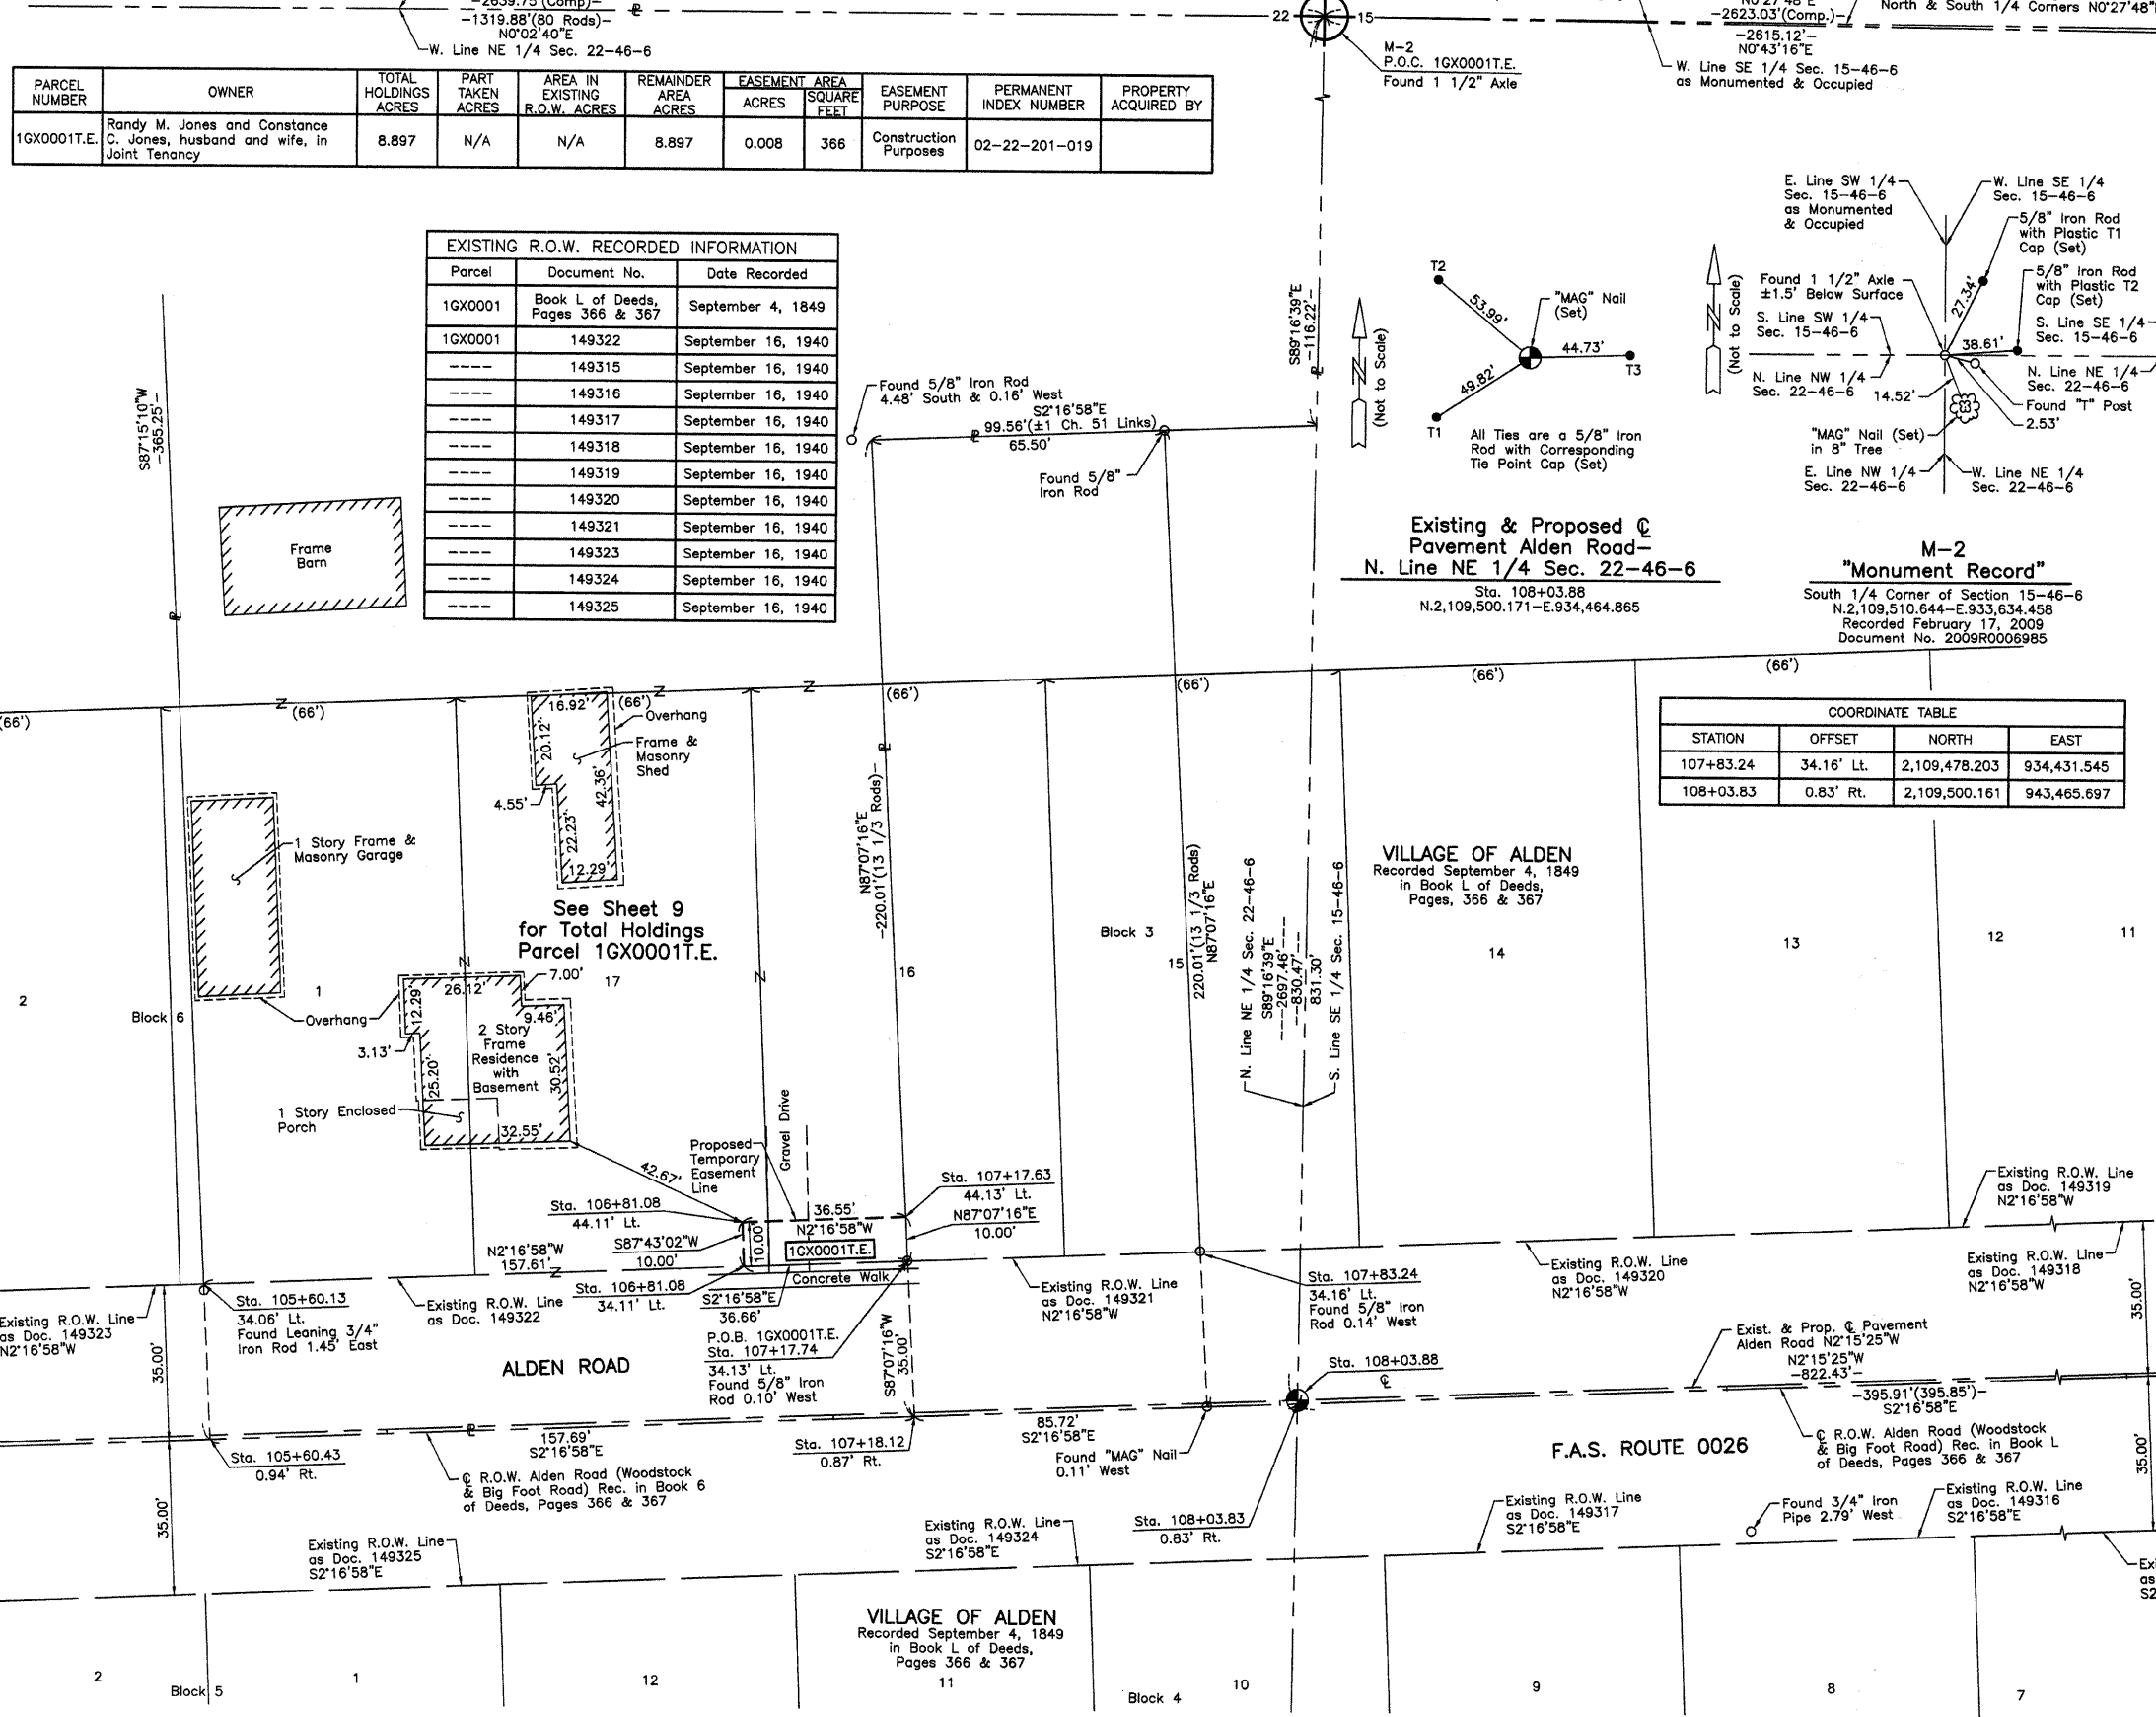 -2639.75'(Comp)-
-1319.88'(80 Rods)-
N0°02'40"E
W. Line NE 1/4 Sec. 22-46-6
22
15
M-2
P.O.C. 1GX0001T.E.
Found 1 1/2" Axle
N0°27'48"E
-2623.03'(Comp.)-
-2615.12'-
N0°43'16"E
W. Line SE 1/4 Sec. 15-46-6
as Monumented & Occupied
North & South 1/4 Corners N0°27'48"
PARCEL NUMBER | OWNER | TOTAL HOLDINGS ACRES | PART TAKEN ACRES | AREA IN EXISTING R.O.W. ACRES | REMAINDER AREA ACRES | EASEMENT AREA ACRES | SQUARE FEET | EASEMENT PURPOSE | PERMANENT INDEX NUMBER | PROPERTY ACQUIRED BY
1GX0001T.E. | Randy M. Jones and Constance C. Jones, husband and wife, in Joint Tenancy | 8.897 | N/A | N/A | 8.897 | 0.008 | 366 | Construction Purposes | 02-22-201-019
EXISTING R.O.W. RECORDED INFORMATION
Parcel | Document No. | Date Recorded
1GX0001 | Book L of Deeds, Pages 366 & 367 | September 4, 1849
1GX0001 | 149322 | September 16, 1940
---- | 149315 | September 16, 1940
---- | 149316 | September 16, 1940
---- | 149317 | September 16, 1940
---- | 149318 | September 16, 1940
---- | 149319 | September 16, 1940
---- | 149320 | September 16, 1940
---- | 149321 | September 16, 1940
---- | 149323 | September 16, 1940
---- | 149324 | September 16, 1940
---- | 149325 | September 16, 1940
S87°15'10"W
-365.25'-
Frame
Barn
Found 5/8" Iron Rod
4.48' South & 0.16' West
S2°16'58"E
99.56'(±1 Ch. 51 Links)
65.50'
Found 5/8"
Iron Rod
S89°16'39"E
-116.22'-
(Not to Scale)
T2
53.99'
"MAG" Nail
(Set)
44.73'
T3
49.82'
T1
All Ties are a 5/8" Iron
Rod with Corresponding
Tie Point Cap (Set)
Existing & Proposed ℄
Pavement Alden Road-
N. Line NE 1/4 Sec. 22-46-6
Sta. 108+03.88
N.2,109,500.171-E.934,464.865
(Not to Scale)
E. Line SW 1/4
Sec. 15-46-6
as Monumented
& Occupied
W. Line SE 1/4
Sec. 15-46-6
5/8" Iron Rod
with Plastic T1
Cap (Set)
Found 1 1/2" Axle
±1.5' Below Surface
27.34'
5/8" Iron Rod
with Plastic T2
Cap (Set)
S. Line SW 1/4
Sec. 15-46-6
S. Line SE 1/4
Sec. 15-46-6
38.61'
N. Line NW 1/4
Sec. 22-46-6
14.52'
N. Line NE 1/4
Sec. 22-46-6
Found "T" Post
2.53'
"MAG" Nail (Set)
in 8" Tree
E. Line NW 1/4
Sec. 22-46-6
W. Line NE 1/4
Sec. 22-46-6
M-2
"Monument Record"
South 1/4 Corner of Section 15-46-6
N.2,109,510.644-E.933,634.458
Recorded February 17, 2009
Document No. 2009R0006985
(66')
(66')
(66')
(66')
(66')
(66')
(66')
COORDINATE TABLE
STATION | OFFSET | NORTH | EAST
107+83.24 | 34.16' Lt. | 2,109,478.203 | 934,431.545
108+03.83 | 0.83' Rt. | 2,109,500.161 | 943,465.697
16.92'
20.12'
Overhang
Frame &
Masonry
Shed
4.55'
42.36'
22.23'
12.29'
1 Story Frame &
Masonry Garage
See Sheet 9
for Total Holdings
Parcel 1GX0001T.E.
N87°07'16"E
-220.01'(13 1/3 Rods)-
Block 3
220.01'(13 1/3 Rods)
N87°07'16"E
N. Line NE 1/4 Sec. 22-46-6
S89°16'39"E
----2697.46'----
---830.47'---
831.30'
S. Line SE 1/4 Sec. 15-46-6
VILLAGE OF ALDEN
Recorded September 4, 1849
in Book L of Deeds,
Pages, 366 & 367
2
Block 6
1
17
16
15
14
13
12
11
Overhang
26.12'
7.00'
12.29'
9.46'
3.13'
2 Story
Frame
Residence
with
Basement
25.20'
30.52'
1 Story Enclosed
Porch
32.55'
42.67'
Gravel Drive
Proposed
Temporary
Easement
Line
Sta. 106+81.08
44.11' Lt.
36.55'
N2°16'58"W
Sta. 107+17.63
44.13' Lt.
N87°07'16"E
10.00'
S87°43'02"W
10.00'
10.00'
1GX0001T.E.
N2°16'58"W
157.61'
Sta. 106+81.08
34.11' Lt.
Concrete Walk
S2°16'58"E
36.66'
P.O.B. 1GX0001T.E.
Sta. 107+17.74
34.13' Lt.
Found 5/8" Iron
Rod 0.10' West
S87°07'16"W
35.00'
Existing R.O.W. Line
as Doc. 149323
N2°16'58"W
35.00'
Sta. 105+60.13
34.06' Lt.
Found Leaning 3/4"
Iron Rod 1.45' East
Existing R.O.W. Line
as Doc. 149322
ALDEN ROAD
Existing R.O.W. Line
as Doc. 149321
N2°16'58"W
Sta. 107+83.24
34.16' Lt.
Found 5/8" Iron
Rod 0.14' West
Existing R.O.W. Line
as Doc. 149320
N2°16'58"W
Existing R.O.W. Line
as Doc. 149319
N2°16'58"W
Existing R.O.W. Line
as Doc. 149318
N2°16'58"W
35.00'
Exist. & Prop. ℄ Pavement
Alden Road N2°15'25"W
N2°15'25"W
-822.43'-
-395.91'(395.85')-
S2°16'58"E
Sta. 108+03.88
℄
Sta. 105+60.43
0.94' Rt.
157.69'
S2°16'58"E
℄ R.O.W. Alden Road (Woodstock
& Big Foot Road) Rec. in Book 6
of Deeds, Pages 366 & 367
Sta. 107+18.12
0.87' Rt.
85.72'
S2°16'58"E
Found "MAG" Nail
0.11' West
F.A.S. ROUTE 0026
℄ R.O.W. Alden Road (Woodstock
& Big Foot Road) Rec. in Book L
of Deeds, Pages 366 & 367
35.00'
35.00'
Existing R.O.W. Line
as Doc. 149325
S2°16'58"E
Existing R.O.W. Line
as Doc. 149324
S2°16'58"E
Sta. 108+03.83
0.83' Rt.
Existing R.O.W. Line
as Doc. 149317
S2°16'58"E
Found 3/4" Iron
Pipe 2.79' West
Existing R.O.W. Line
as Doc. 149316
S2°16'58"E
VILLAGE OF ALDEN
Recorded September 4, 1849
in Book L of Deeds,
Pages 366 & 367
2
Block 5
1
12
11
Block 4
10
9
8
7